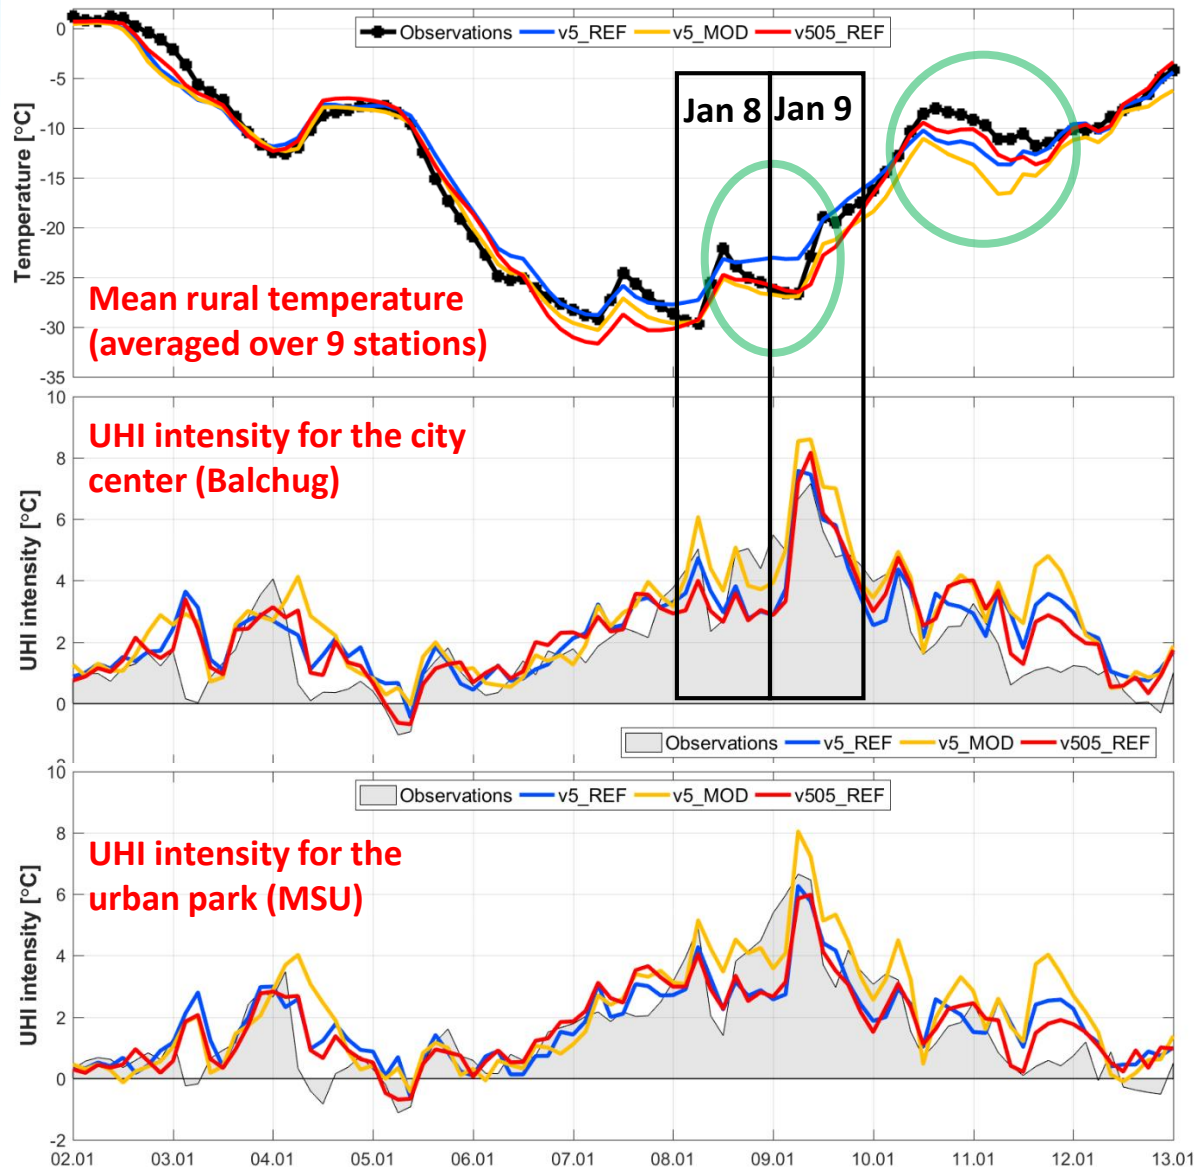 0
-5
-10
-15
-20
-25
-30
-35
Temperature [°C]
Observations v5_REF v5_MOD v505_REF
Jan 8 Jan 9
Mean rural temperature
(averaged over 9 stations)
10
8
6
4
2
0
UHI intensity [°C]
UHI intensity for the city
center (Balchug)
Observations v5_REF v5_MOD v505_REF
10
8
6
4
2
0
-2
UHI intensity [°C]
Observations v5_REF v5_MOD v505_REF
UHI intensity for the
urban park (MSU)
02.01 03.01 04.01 05.01 06.01 07.01 08.01 09.01 10.01 11.01 12.01 13.01